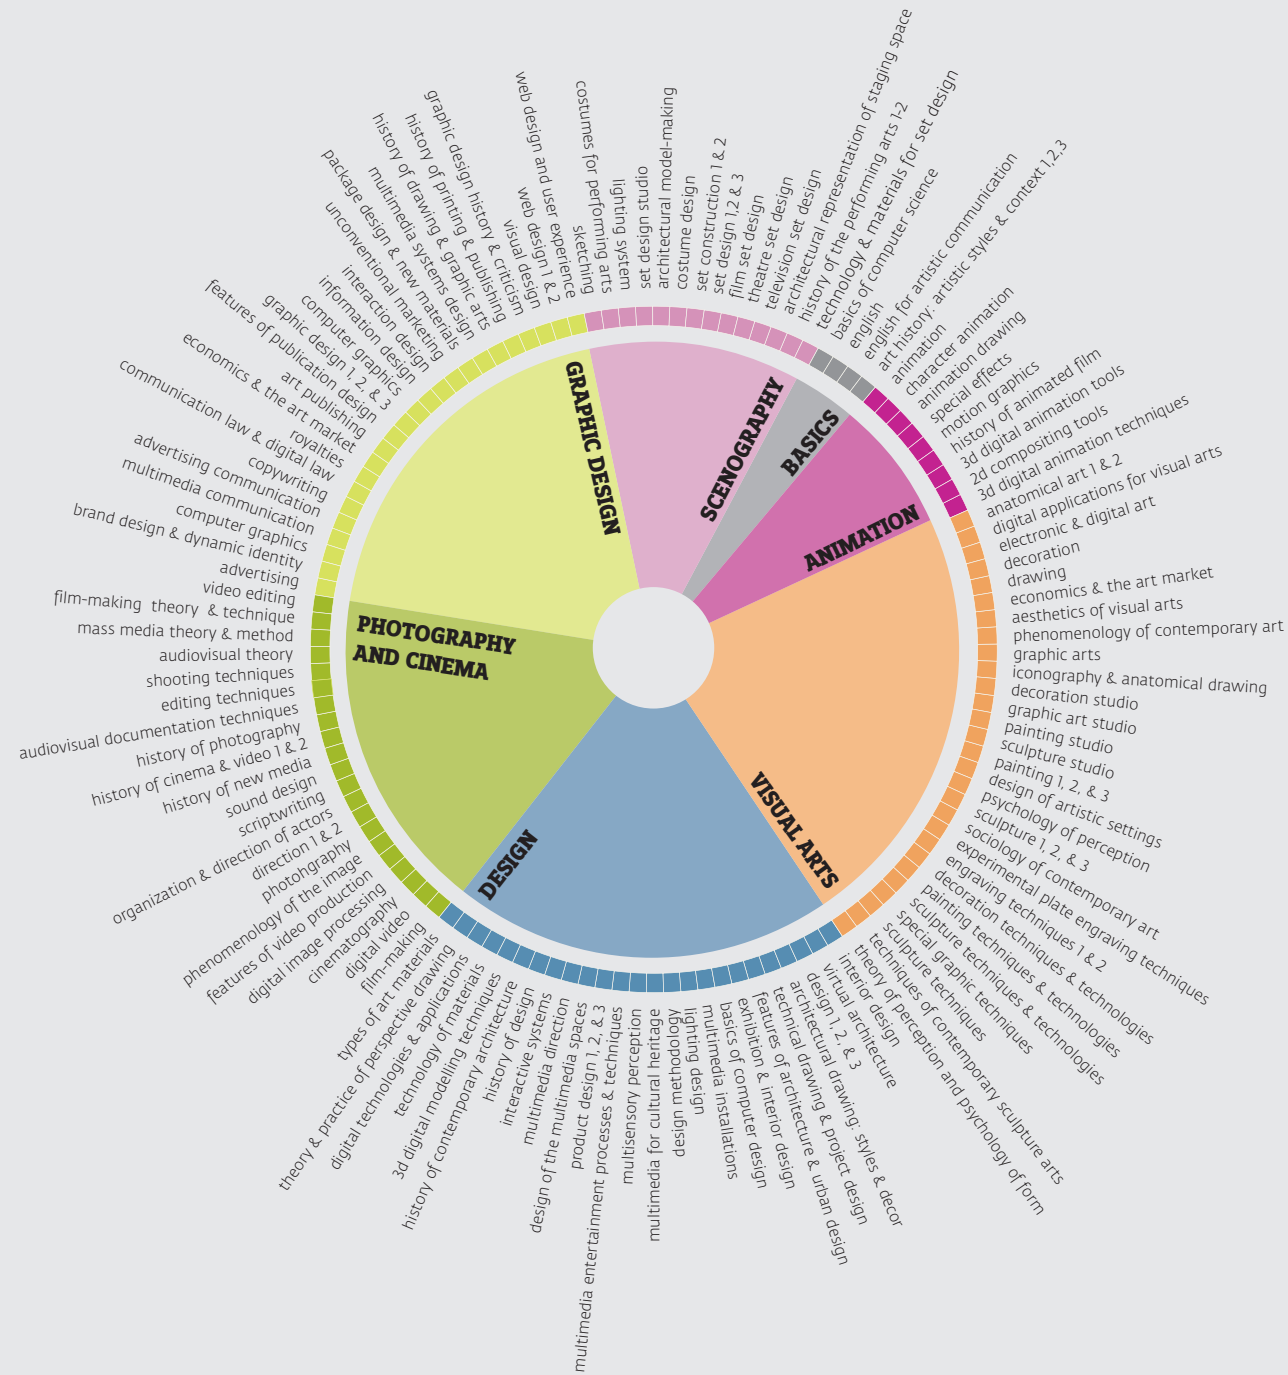 GRAPHIC DESIGN
SCENOGRAPHY
BASICS
ANIMATION
VISUAL ARTS
DESIGN
PHOTOGRAPHY
AND CINEMA
sketching
costumes for performing arts
lighting system
set design studio
architectural model-making
costume design
set construction 1 & 2
set design 1,2 & 3
film set design
theatre set design
television set design
architectural representation of staging space
history of the performing arts 1-2
technology & materials for set design
basics of computer science
english
english for artistic communication
art history: artistic styles & context 1,2,3
animation
character animation
animation drawing
special effects
motion graphics
history of animated film
3d digital animation tools
2d compositing tools
3d digital animation techniques
anatomical art 1 & 2
digital applications for visual arts
electronic & digital art
decoration
drawing
economics & the art market
aesthetics of visual arts
phenomenology of contemporary art
graphic arts
iconography & anatomical drawing
decoration studio
graphic art studio
painting studio
sculpture studio
painting 1, 2, & 3
design of artistic settings
psychology of perception
sculpture 1, 2, & 3
sociology of contemporary art
experimental plate engraving techniques
engraving techniques 1 & 2
decoration techniques & technologies
painting techniques & technologies
sculpture techniques & technologies
special graphic techniques
sculpture techniques
techniques of contemporary sculpture arts
theory of perception and psychology of form
interior design
virtual architecture
design 1, 2, & 3
architectural drawing: styles & decor
technical drawing & project design
features of architecture & urban design
exhibition & interior design
basics of computer design
multimedia installations
lighting design
design methodology
multimedia for cultural heritage
multisensory perception
multimedia entertainment processes & techniques
product design 1, 2, & 3
design of the multimedia spaces
multimedia direction
interactive systems
history of design
history of contemporary architecture
3d digital modelling techniques
technology of materials
digital technologies & applications
theory & practice of perspective drawing
types of art materials
film-making
digital video
cinematography
digital image processing
features of video production
phenomenology of the image
photohgraphy
direction 1 & 2
organization & direction of actors
scriptwriting
sound design
history of new media
history of cinema & video 1 & 2
history of photography
audiovisual documentation techniques
editing techniques
shooting techniques
audiovisual theory
mass media theory & method
film-making theory & technique
video editing
advertising
brand design & dynamic identity
computer graphics
multimedia communication
advertising communication
copywriting
communication law & digital law
royalties
economics & the art market
art publishing
features of publication design
graphic design 1, 2, & 3
computer graphics
information design
interaction design
unconventional marketing
package design & new materials
multimedia systems design
history of drawing & graphic arts
history of printing & publishing
graphic design history & criticism
visual design
web design 1 & 2
web design and user experience